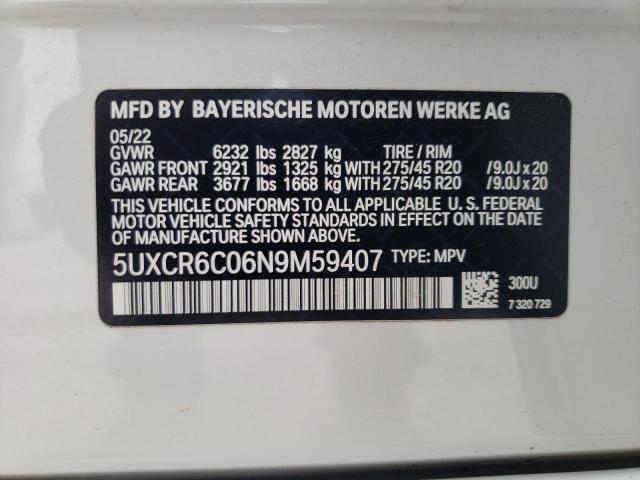 MFD BY BAYERISCHE MOTOREN WERKE AG
05/22
GVWR 6232 lbs 2827 kg TIRE / RIM
GAWR FRONT 2921 lbs 1325 kg WITH 275/45 R20 /9.0J x 20
GAWR REAR 3677 lbs 1668 kg WITH 275/45 R20 /9.0J x 20
THIS VEHICLE CONFORMS TO ALL APPLICABLE U. S. FEDERAL
MOTOR VEHICLE SAFETY STANDARDS IN EFFECT ON THE DATE OF
MANUFACTURE SHOWN ABOVE.
5UXCR6C06N9M59407 TYPE: MPV
300U
7 320 729